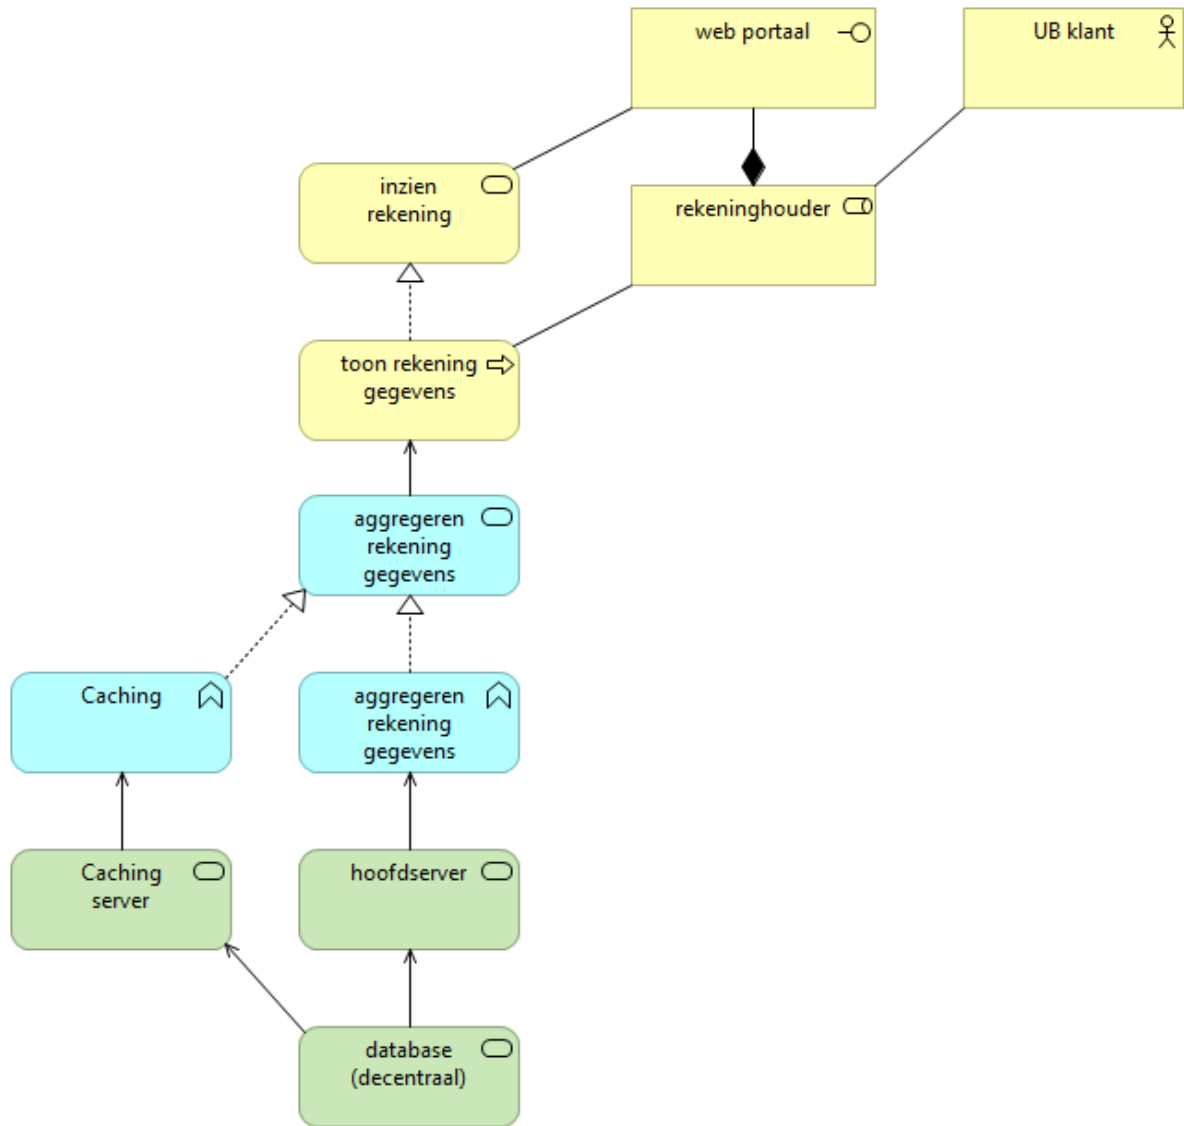 web portaal
UB klant
inzien
rekening
rekeninghouder
toon rekening
gegevens
aggregeren
rekening
gegevens
Caching
aggregeren
rekening
gegevens
Caching
server
hoofdserver
database
(decentraal)